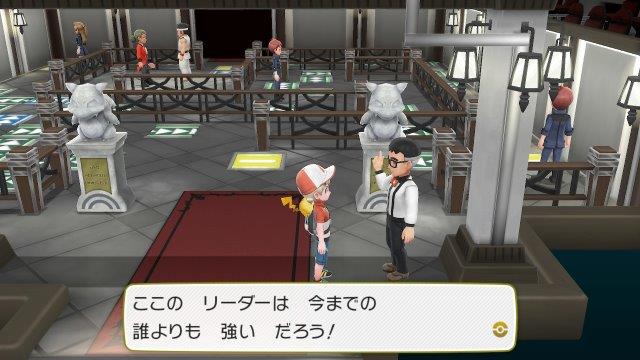 ここの　リーダーは　今までの
誰よりも　強い　だろう！